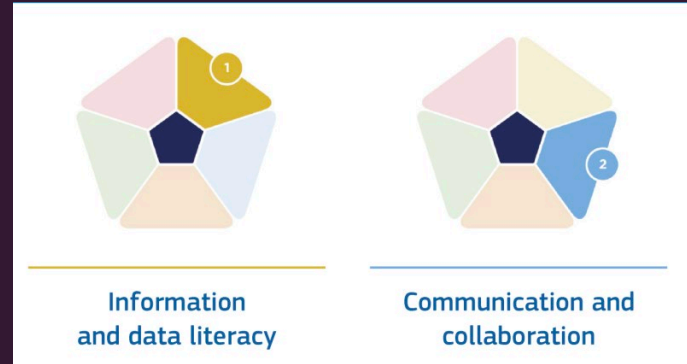 1
2
Information
and data literacy
Communication and
collaboration